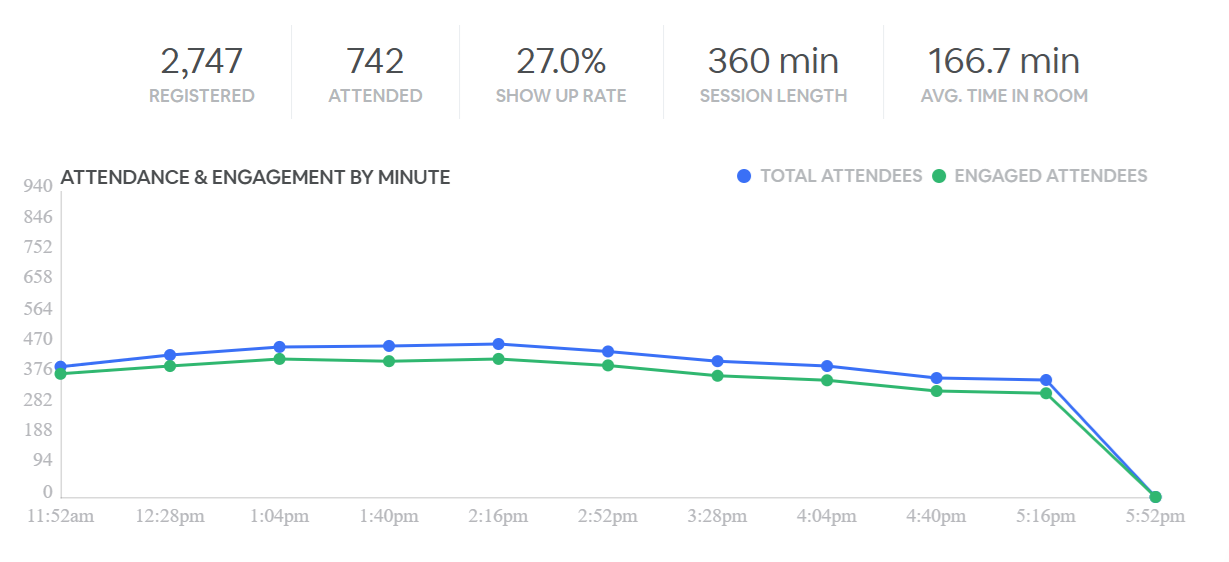 2,747 742 27.0% 360 min 166.7 min
REGISTERED ATTENDED SHOW UP RATE SESSION LENGTH AVG. TIME IN ROOM
ATTENDANCE & ENGAGEMENT BY MINUTE TOTAL ATTENDEES ENGAGED ATTENDEES
940
846
752
658
564
470
376
282
188
94
0
11:52am 12:28pm 1:04pm 1:40pm 2:16pm 2:52pm 3:28pm 4:04pm 4:40pm 5:16pm 5:52pm